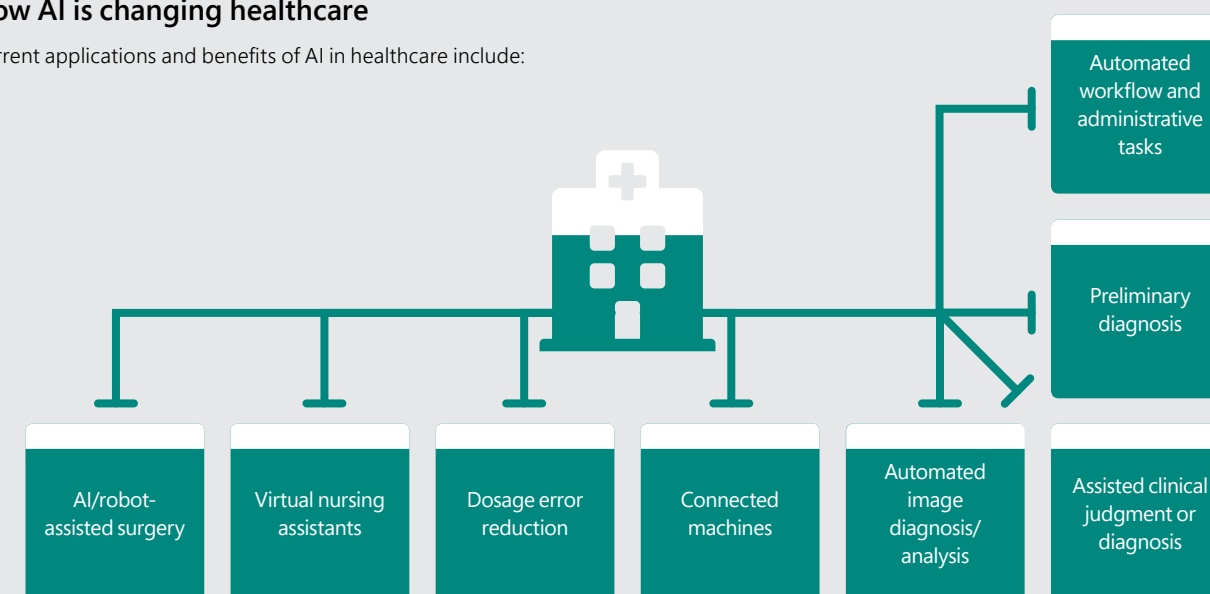 ow AI is changing healthcare
rrent applications and benefits of AI in healthcare include:
Automated
workflow and
administrative
tasks
Preliminary
diagnosis
AI/robot-
assisted surgery
Virtual nursing
assistants
Dosage error
reduction
Connected
machines
Automated
image
diagnosis/
analysis
Assisted clinical
judgment or
diagnosis